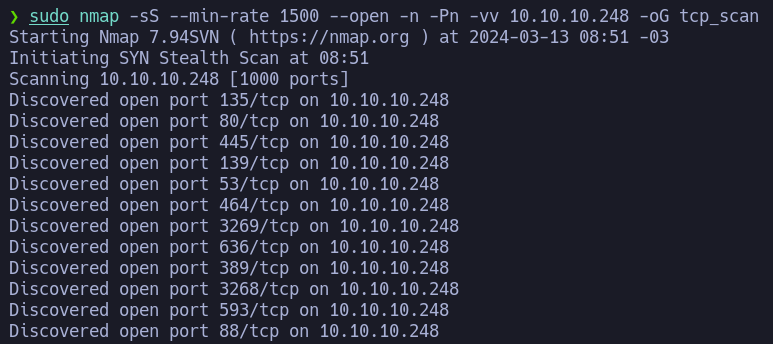 ❯ sudo nmap -sS --min-rate 1500 --open -n -Pn -vv 10.10.10.248 -oG tcp_scan
Starting Nmap 7.94SVN ( https://nmap.org ) at 2024-03-13 08:51 -03
Initiating SYN Stealth Scan at 08:51
Scanning 10.10.10.248 [1000 ports]
Discovered open port 135/tcp on 10.10.10.248
Discovered open port 80/tcp on 10.10.10.248
Discovered open port 445/tcp on 10.10.10.248
Discovered open port 139/tcp on 10.10.10.248
Discovered open port 53/tcp on 10.10.10.248
Discovered open port 464/tcp on 10.10.10.248
Discovered open port 3269/tcp on 10.10.10.248
Discovered open port 636/tcp on 10.10.10.248
Discovered open port 389/tcp on 10.10.10.248
Discovered open port 3268/tcp on 10.10.10.248
Discovered open port 593/tcp on 10.10.10.248
Discovered open port 88/tcp on 10.10.10.248